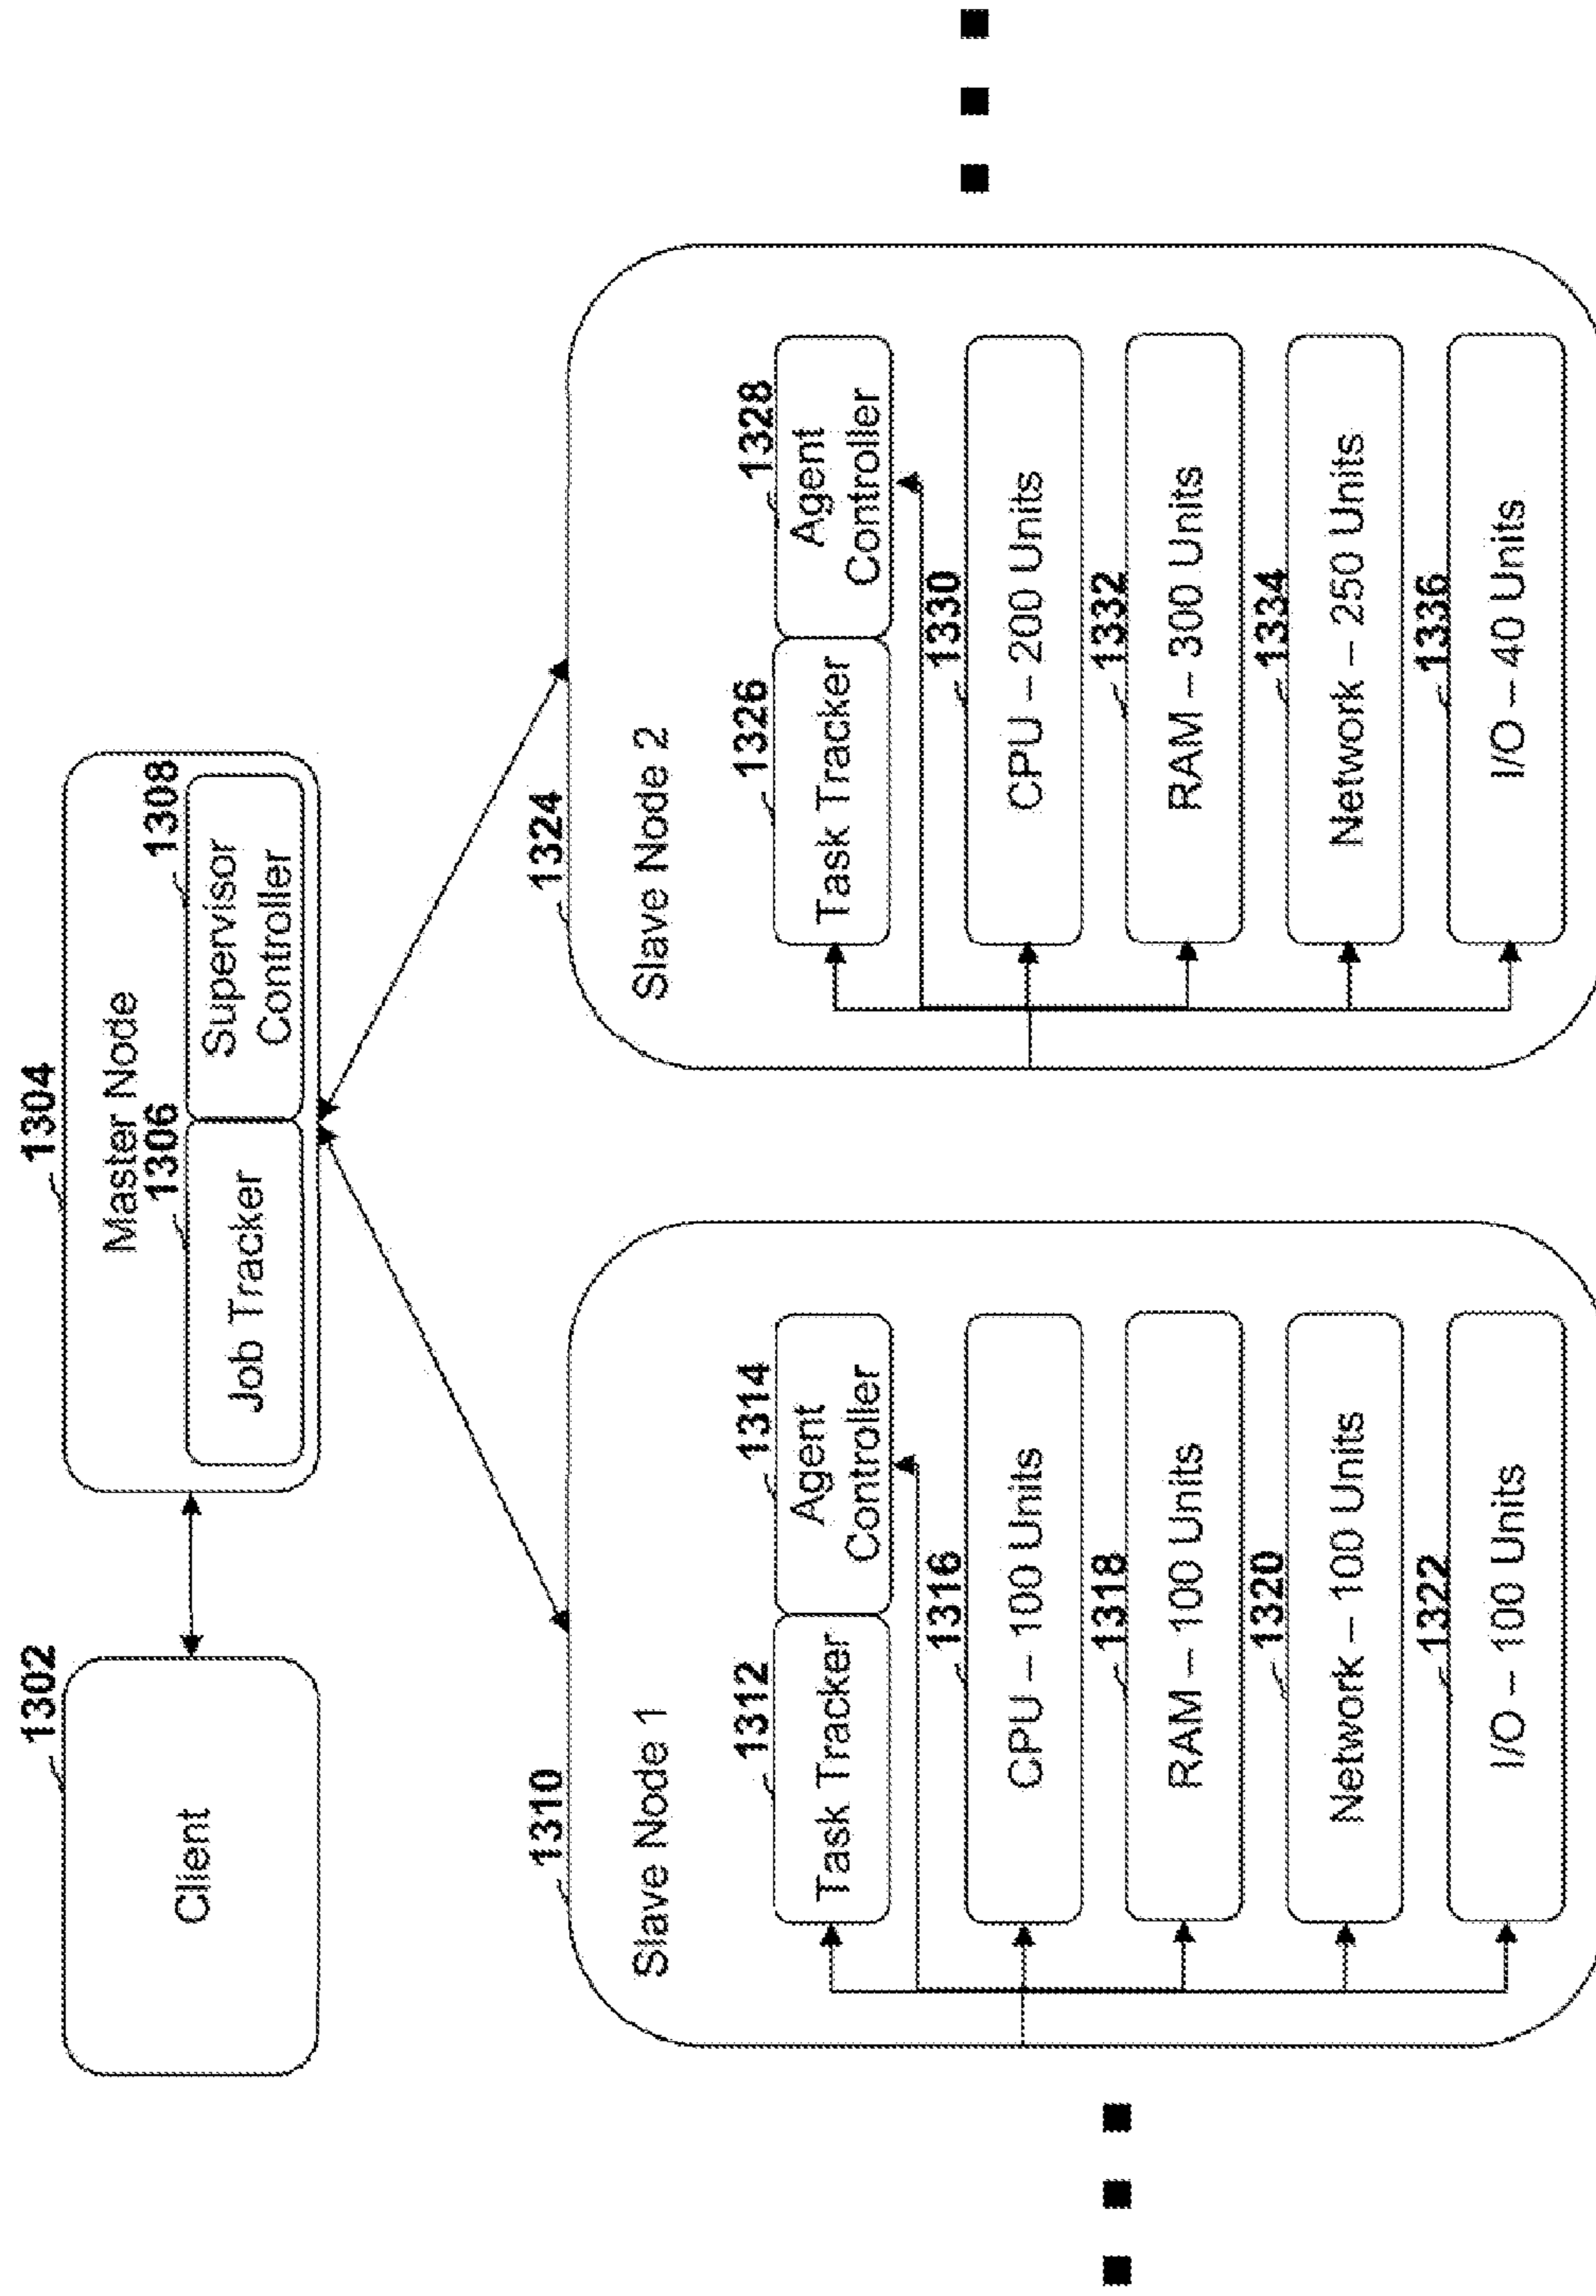 1302
Client
1304
Master Node
1306
1308
Job Tracker
Supervisor
Controller
1310
Slave Node 1
1312
1314
Task Tracker
Agent
Controller
1316
CPU – 100 Units
1318
RAM – 100 Units
1320
Network – 100 Units
1322
I/O – 100 Units
1324
Slave Node 2
1326
1328
Task Tracker
Agent
Controller
1330
CPU – 200 Units
1332
RAM – 300 Units
1334
Network – 250 Units
1336
I/O – 40 Units